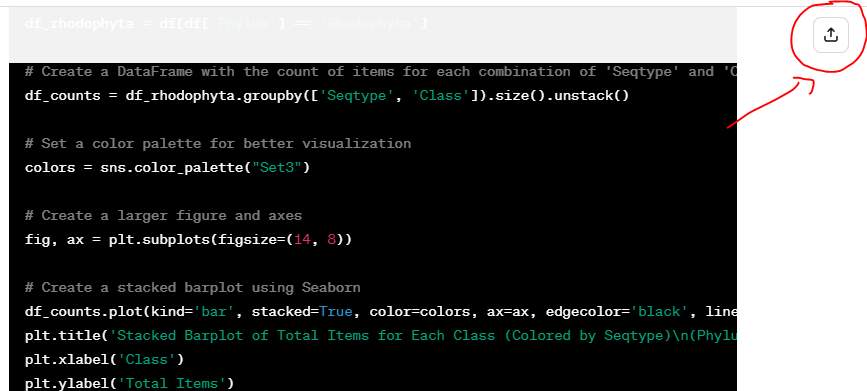 df_rhodophyta = df[df['Phylum'] == 'Rhodophyta']
# Create a DataFrame with the count of items for each combination of 'Seqtype' and 'C
df_counts = df_rhodophyta.groupby(['Seqtype', 'Class']).size().unstack()
# Set a color palette for better visualization
colors = sns.color_palette("Set3")
# Create a larger figure and axes
fig, ax = plt.subplots(figsize=(14, 8))
# Create a stacked barplot using Seaborn
df_counts.plot(kind='bar', stacked=True, color=colors, ax=ax, edgecolor='black', line
plt.title('Stacked Barplot of Total Items for Each Class (Colored by Seqtype)\n(Phylu
plt.xlabel('Class')
plt.ylabel('Total Items')